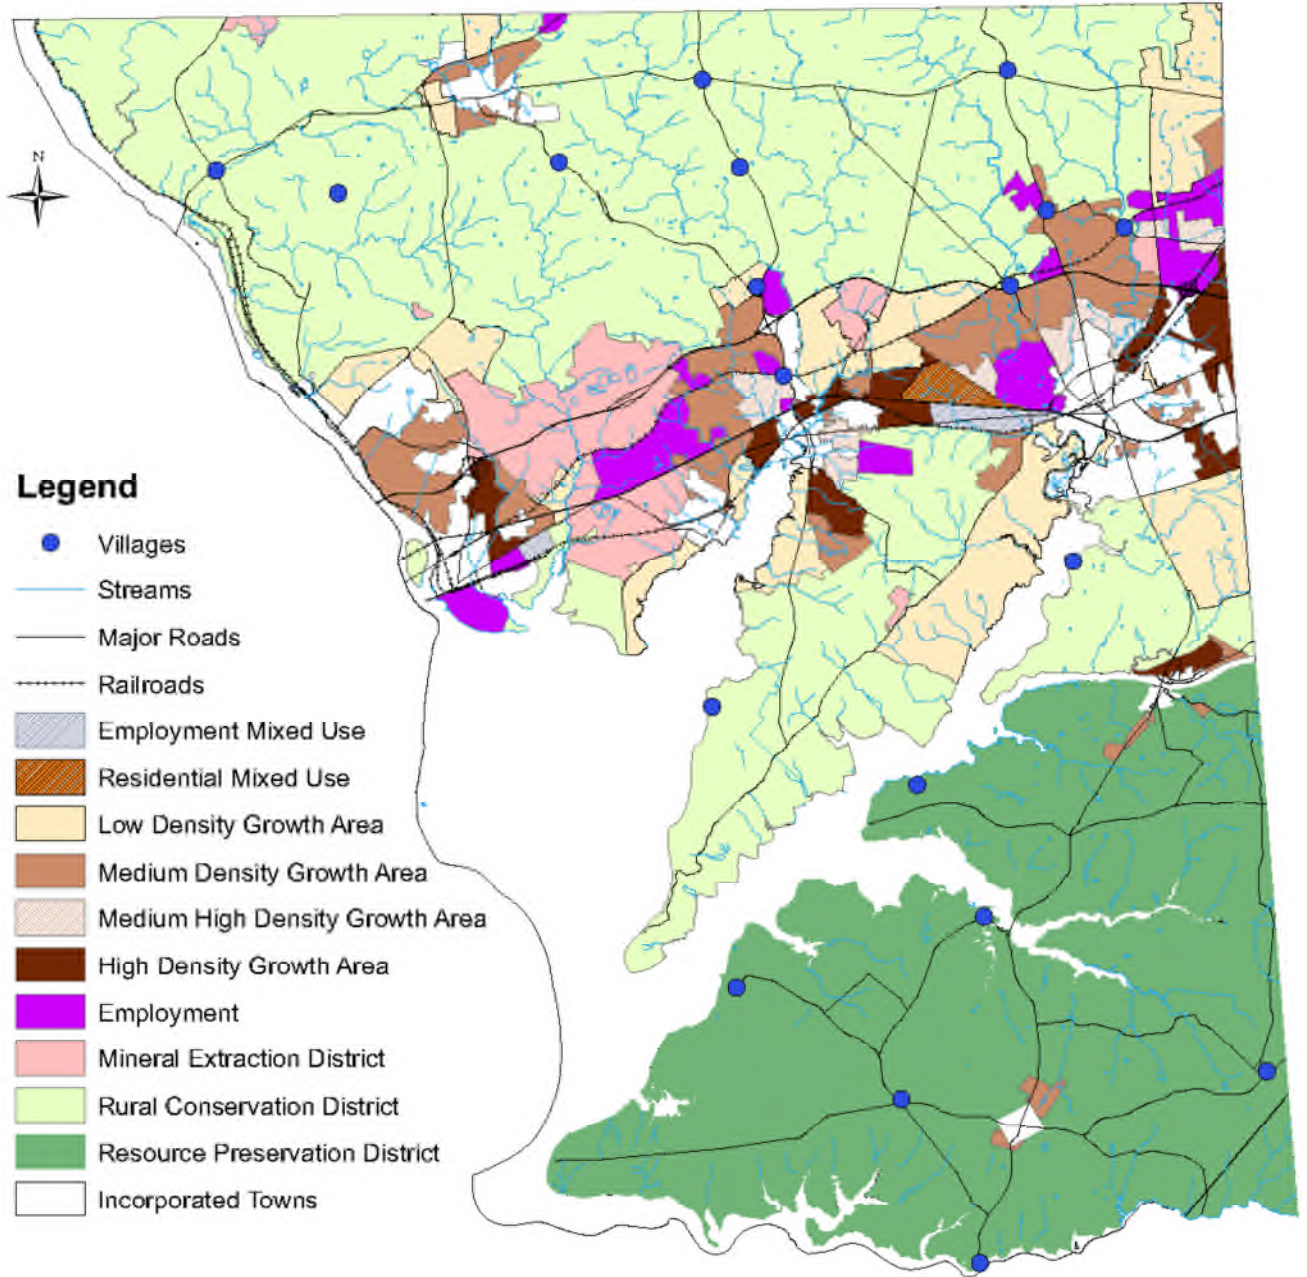 N
Legend
Villages
Streams
Major Roads
Railroads
Employment Mixed Use
Residential Mixed Use
Low Density Growth Area
Medium Density Growth Area
Medium High Density Growth Area
High Density Growth Area
Employment
Mineral Extraction District
Rural Conservation District
Resource Preservation District
Incorporated Towns